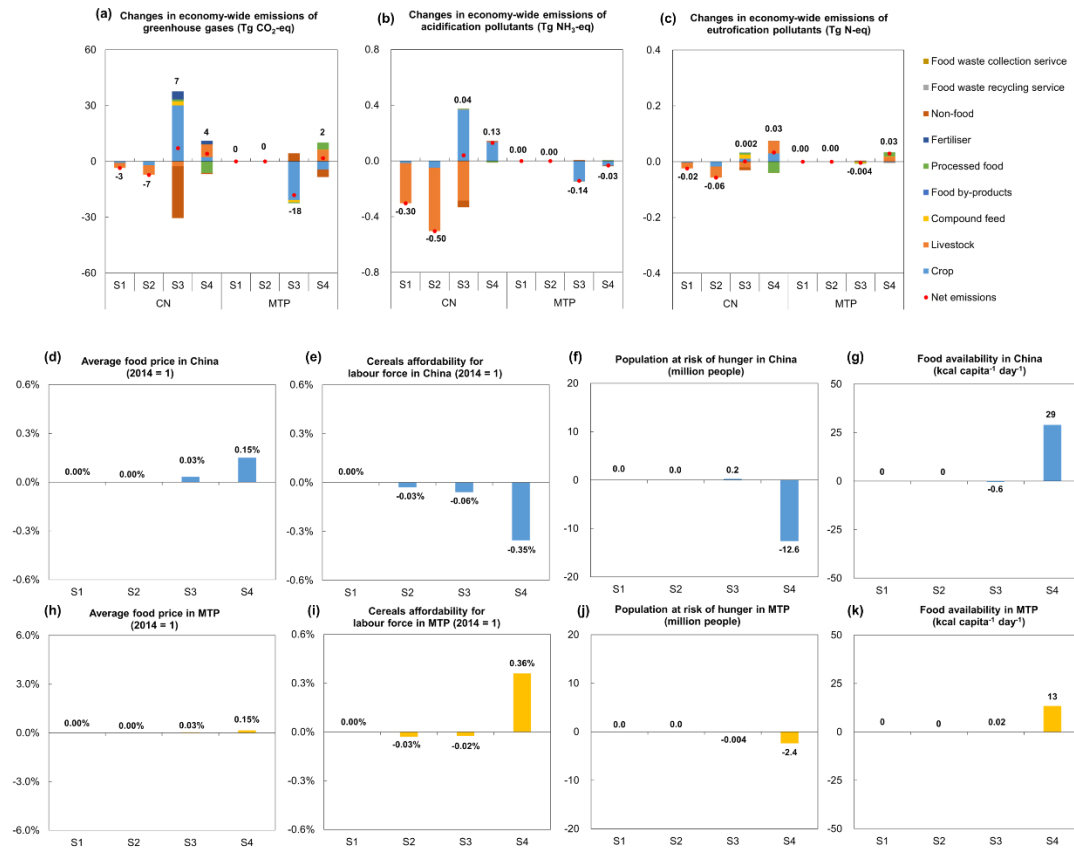 (a)
Changes in economy-wide emissions of
greenhouse gases (Tg CO₂-eq)
60
30
0
-30
-60
-3
-7
7
4
0
0
-18
2
S1 S2 S3 S4 S1 S2 S3 S4
CN MTP
(b)
Changes in economy-wide emissions of
acidification pollutants (Tg NH₃-eq)
0.8
0.4
0.0
-0.4
-0.8
-0.30
-0.50
0.04
0.13
0.00
0.00
-0.14
-0.03
S1 S2 S3 S4 S1 S2 S3 S4
CN MTP
(c)
Changes in economy-wide emissions of
eutrofication pollutants (Tg N-eq)
0.4
0.2
0.0
-0.2
-0.4
-0.02
-0.06
0.002
0.03
0.00
0.00
-0.004
0.03
S1 S2 S3 S4 S1 S2 S3 S4
CN MTP
Food waste collection serivce
Food waste recycling service
Non-food
Fertiliser
Processed food
Food by-products
Compound feed
Livestock
Crop
Net emissions
(d)
Average food price in China
(2014 = 1)
0.6%
0.3%
0.0%
-0.3%
-0.6%
0.00%
0.00%
0.03%
0.15%
S1 S2 S3 S4
(e)
Cereals affordability for
labour force in China (2014 = 1)
0.6%
0.3%
0.0%
-0.3%
-0.6%
0.00%
-0.03%
-0.06%
-0.35%
S1 S2 S3 S4
(f)
Population at risk of hunger in China
(million people)
20
10
0
-10
-20
0.0
0.0
0.2
-12.6
S1 S2 S3 S4
(g)
Food availability in China
(kcal capita⁻¹ day⁻¹)
50
25
0
-25
-50
0
0
-0.6
29
S1 S2 S3 S4
(h)
Average food price in MTP
(2014 = 1)
6.0%
3.0%
0.0%
-3.0%
-6.0%
0.00%
0.00%
0.03%
0.15%
S1 S2 S3 S4
(i)
Cereals affordability for
labour force in MTP (2014 = 1)
0.6%
0.3%
0.0%
-0.3%
-0.6%
0.00%
-0.03%
-0.02%
0.36%
S1 S2 S3 S4
(j)
Population at risk of hunger in MTP
(million people)
20
10
0
-10
-20
0.0
0.0
-0.004
-2.4
S1 S2 S3 S4
(k)
Food availability in MTP
(kcal capita⁻¹ day⁻¹)
50
25
0
-25
-50
0
0
0.02
13
S1 S2 S3 S4